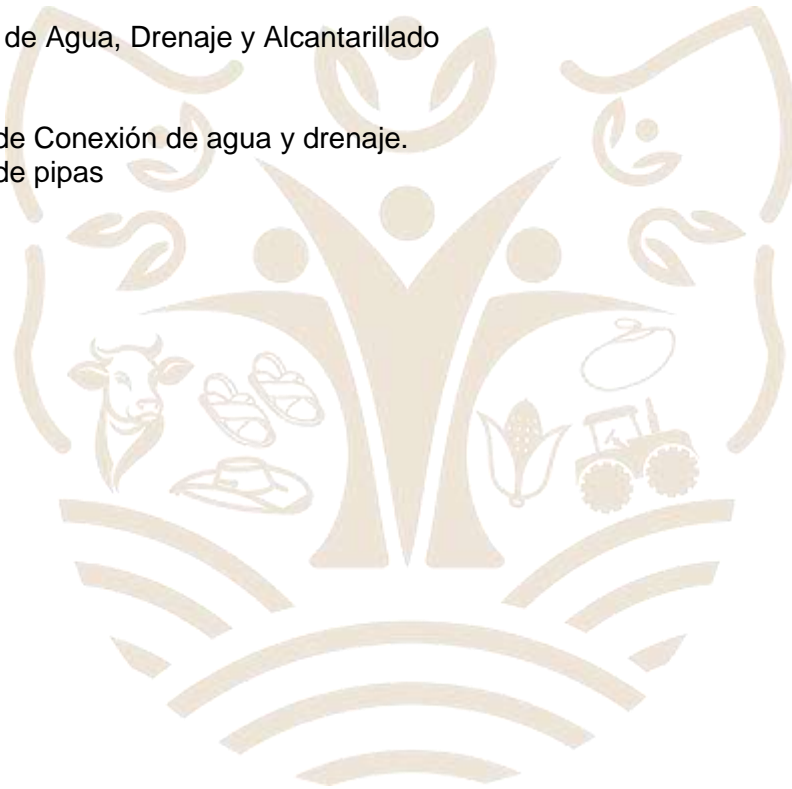 de Agua, Drenaje y Alcantarillado
de Conexión de agua y drenaje.
de pipas